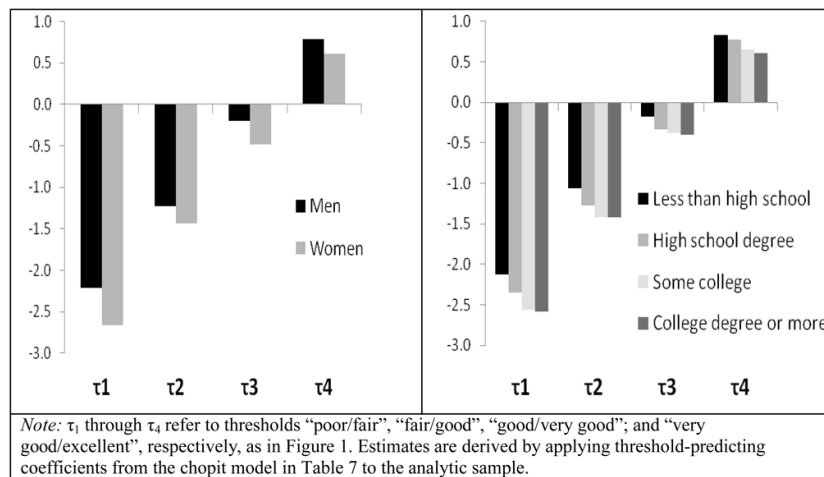 1.0
0.5
0.0
-0.5
-1.0
-1.5
-2.0
-2.5
-3.0
Men
Women
τ1 τ2 τ3 τ4
1.0
0.5
0.0
-0.5
-1.0
-1.5
-2.0
-2.5
-3.0
Less than high school
High school degree
Some college
College degree or more
τ1 τ2 τ3 τ4
Note: τ1 through τ4 refer to thresholds “poor/fair”, “fair/good”, “good/very good”; and “very
good/excellent”, respectively, as in Figure 1. Estimates are derived by applying threshold-predicting
coefficients from the chopit model in Table 7 to the analytic sample.